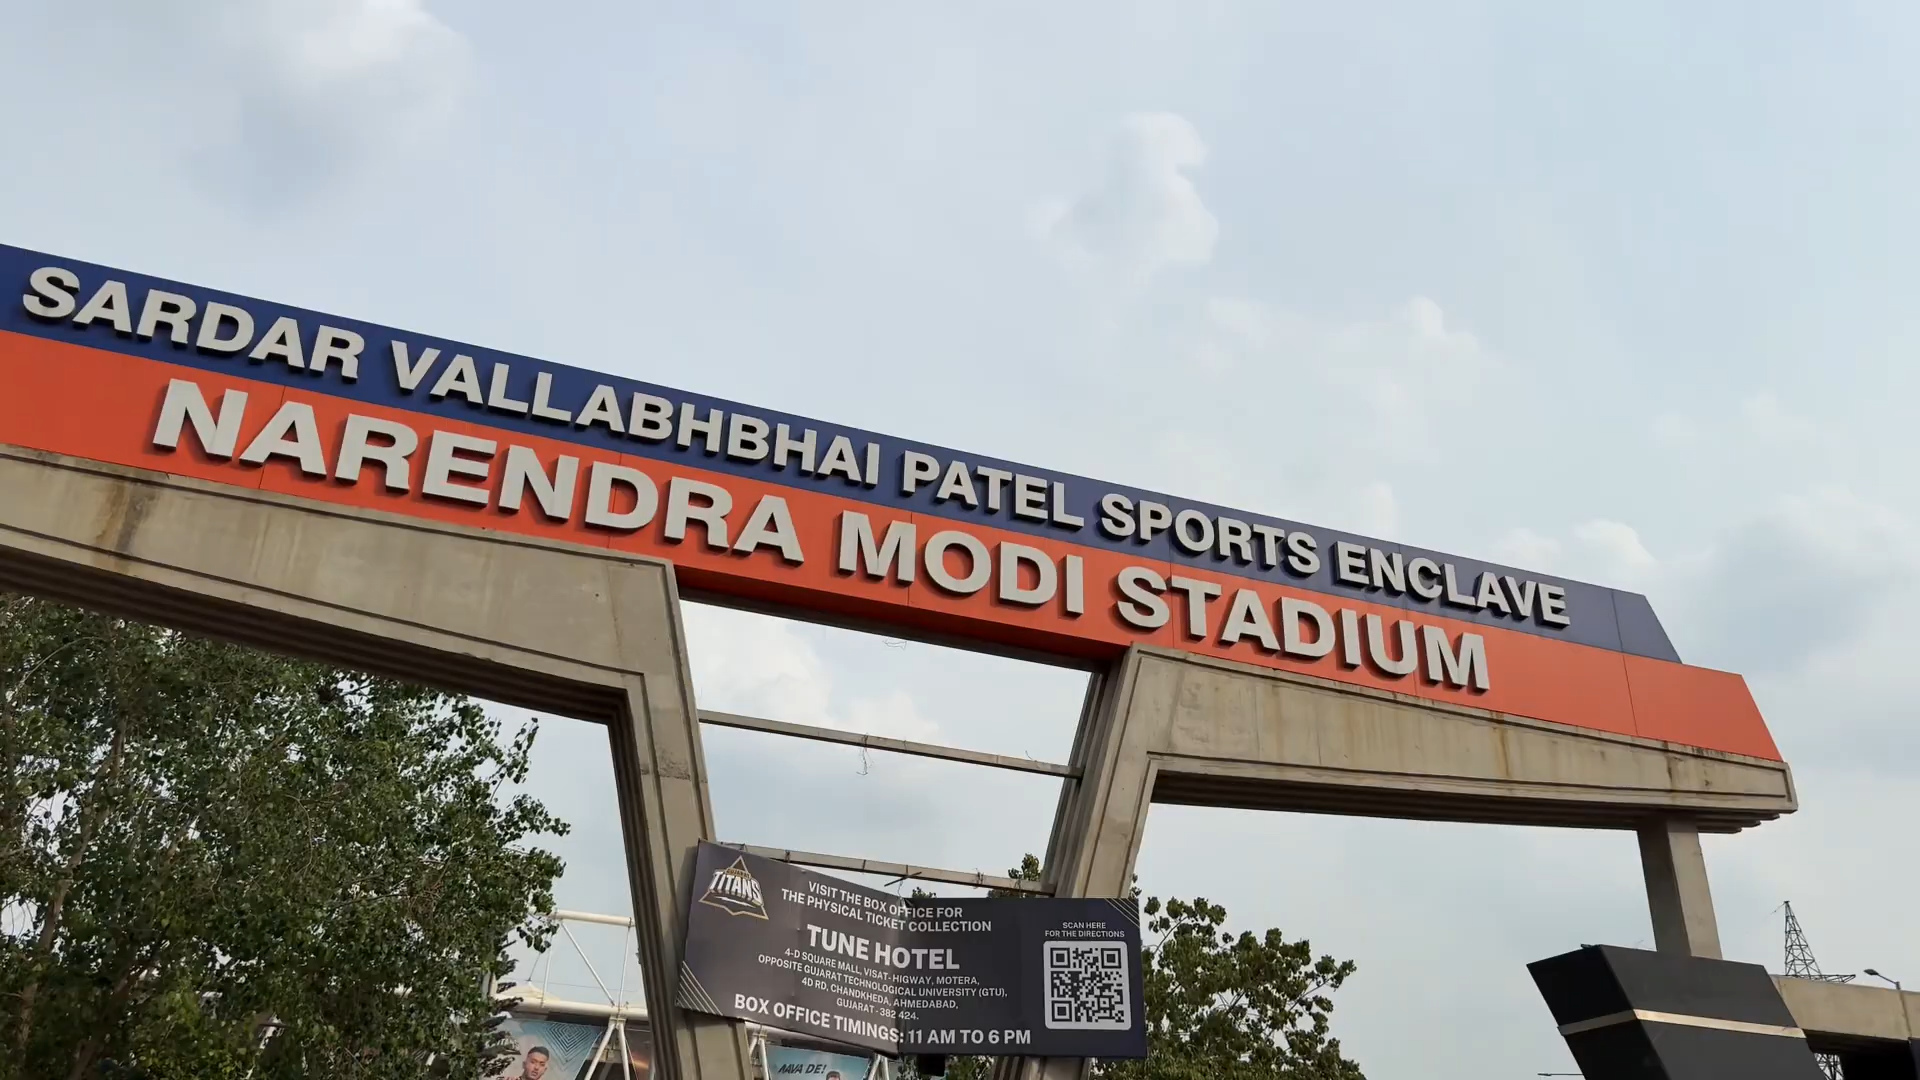 SARDAR VALLABHBHAI PATEL SPORTS ENCLAVE
NARENDRA MODI STADIUM
TITANS
VISIT THE BOX OFFICE FOR
THE PHYSICAL TICKET COLLECTION
TUNE HOTEL
4-D SQUARE MALL, VISAT-HIGWAY, MOTERA,
OPPOSITE GUJARAT TECHNOLOGICAL UNIVERSITY (GTU),
4D RD, CHANDKHEDA, AHMEDABAD,
GUJARAT - 382 424.
BOX OFFICE TIMINGS: 11 AM TO 6 PM
SCAN HERE
FOR THE DIRECTIONS
AAVA DE!